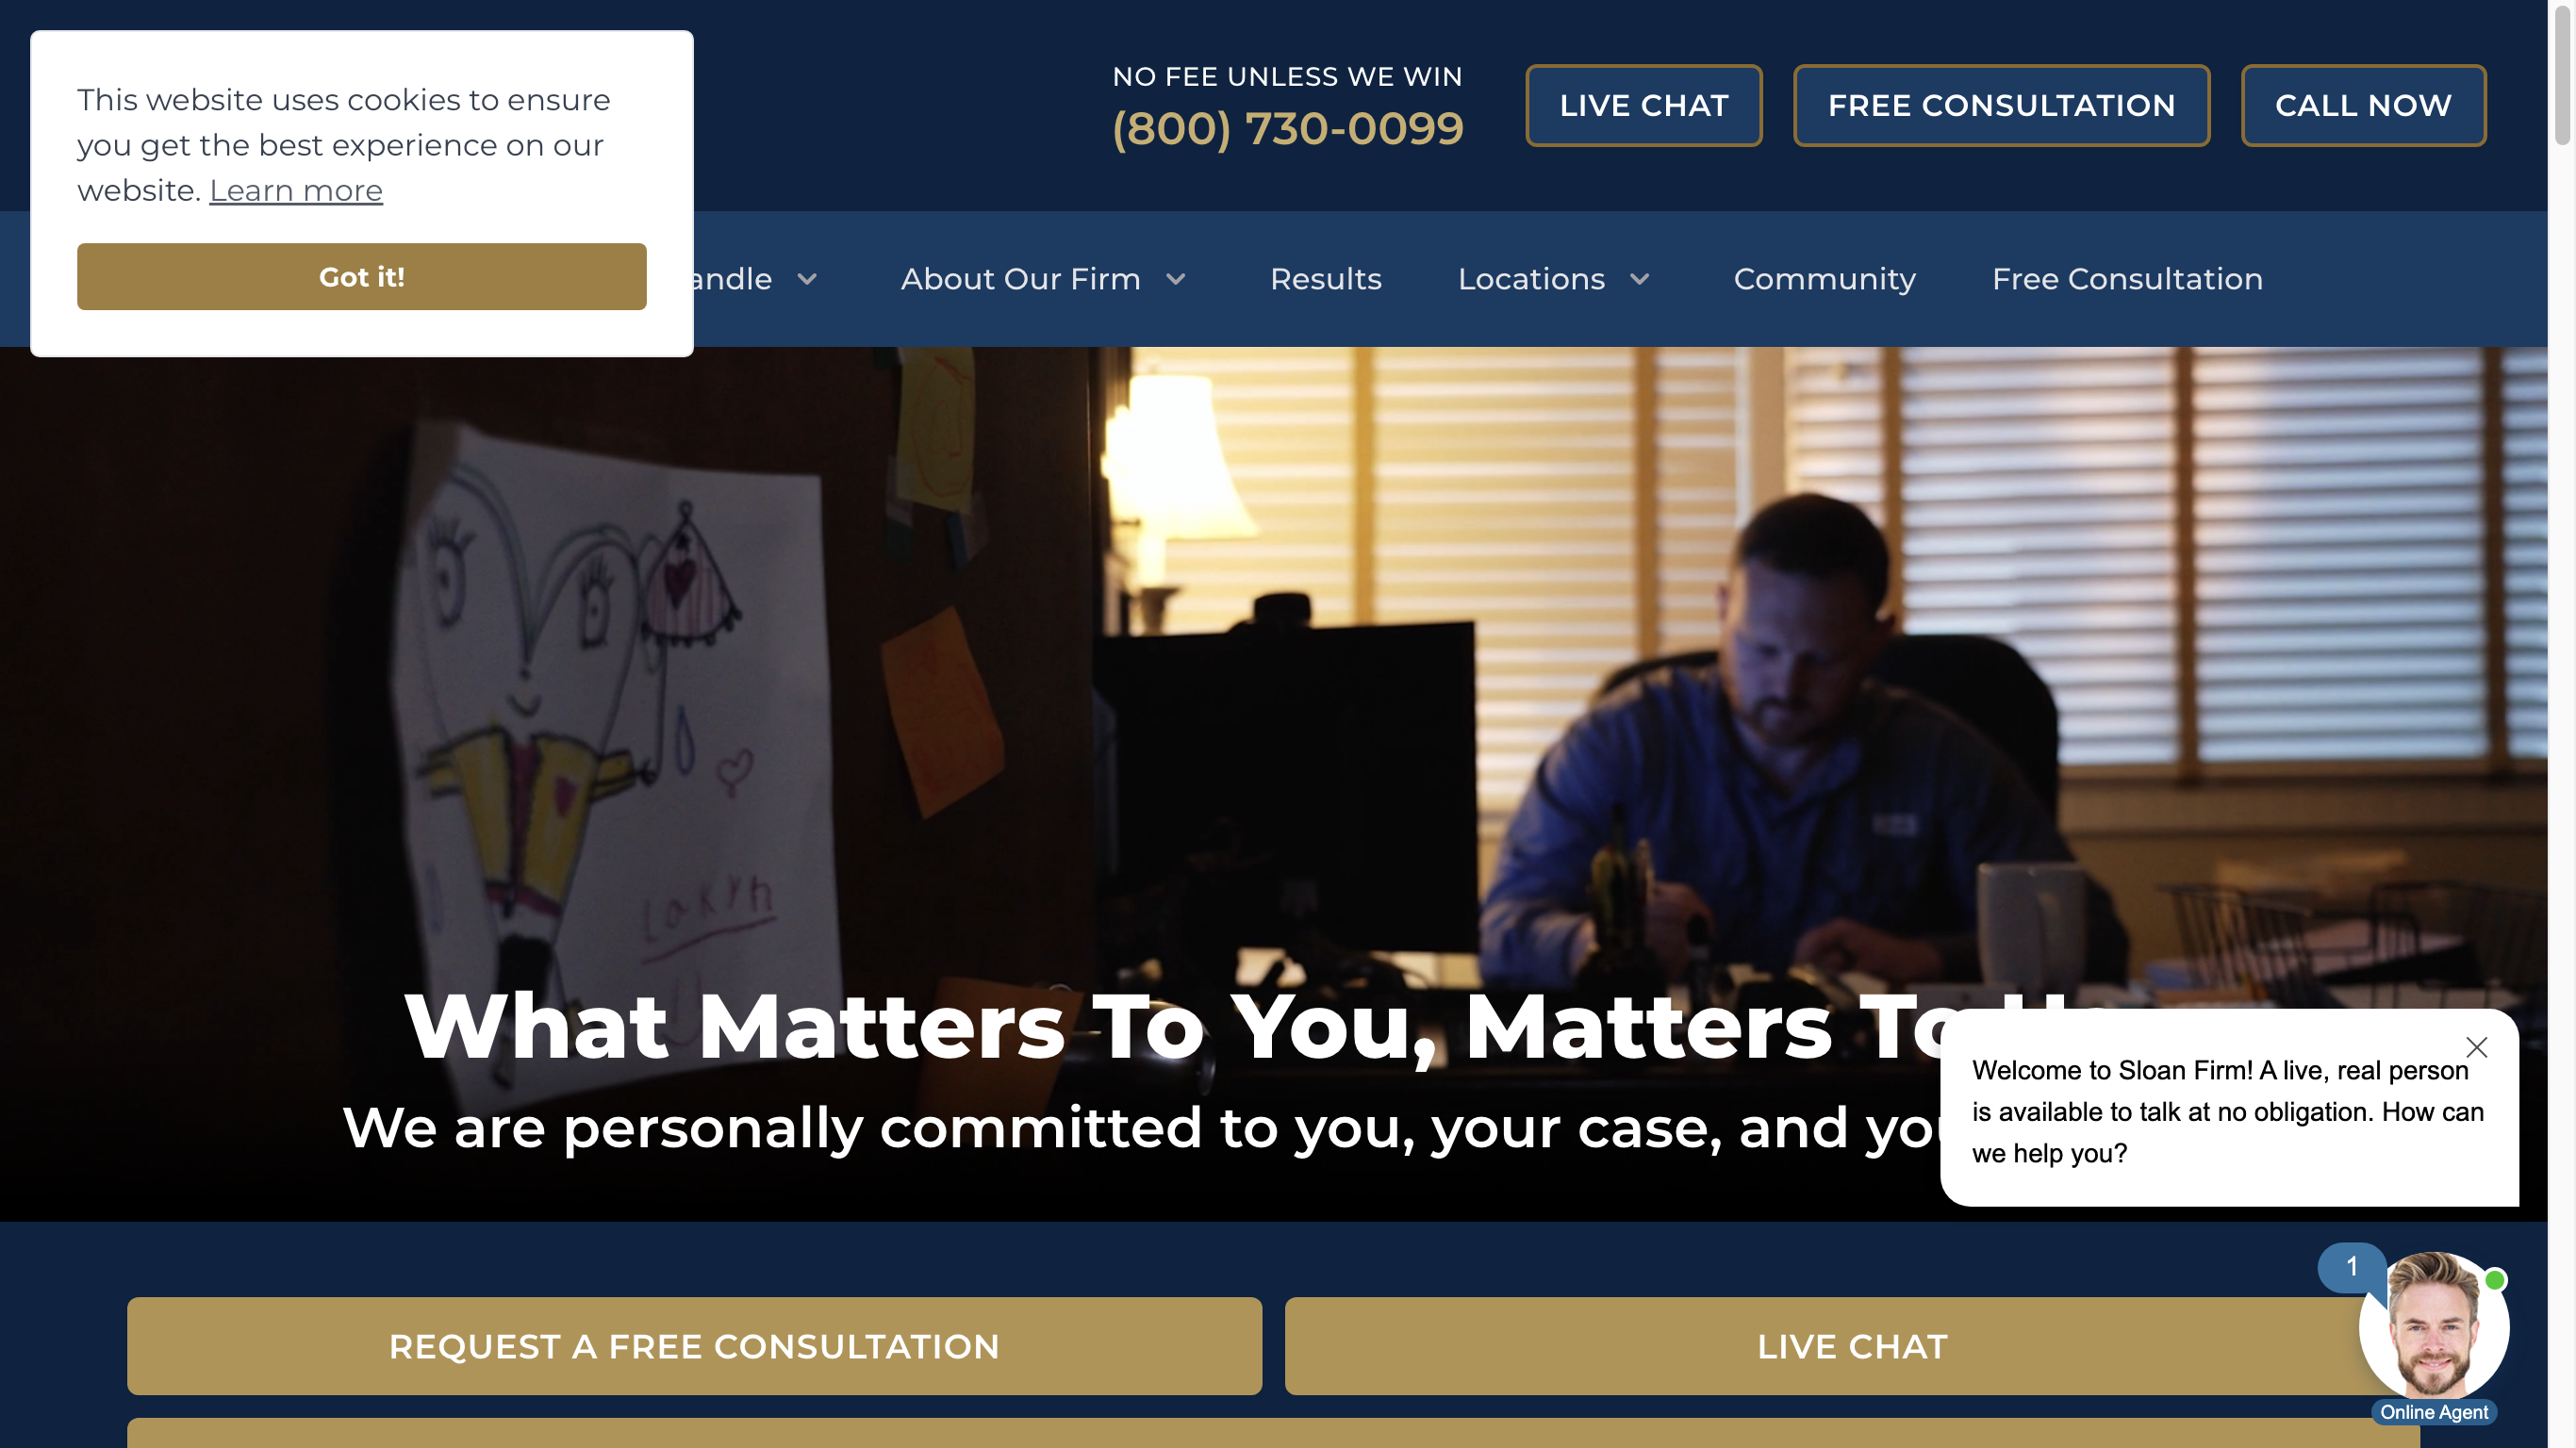 This website uses cookies to ensure
you get the best experience on our
website. Learn more
Got it!
NO FEE UNLESS WE WIN
(800) 730-0099
LIVE CHAT
FREE CONSULTATION
CALL NOW
andle
About Our Firm
Results
Locations
Community
Free Consultation
Lakyn
What Matters To You, Matters To
We are personally committed to you, your case, and
Welcome to Sloan Firm! A live, real person
is available to talk at no obligation. How can
we help you?
1
REQUEST A FREE CONSULTATION
LIVE CHAT
Online Agent